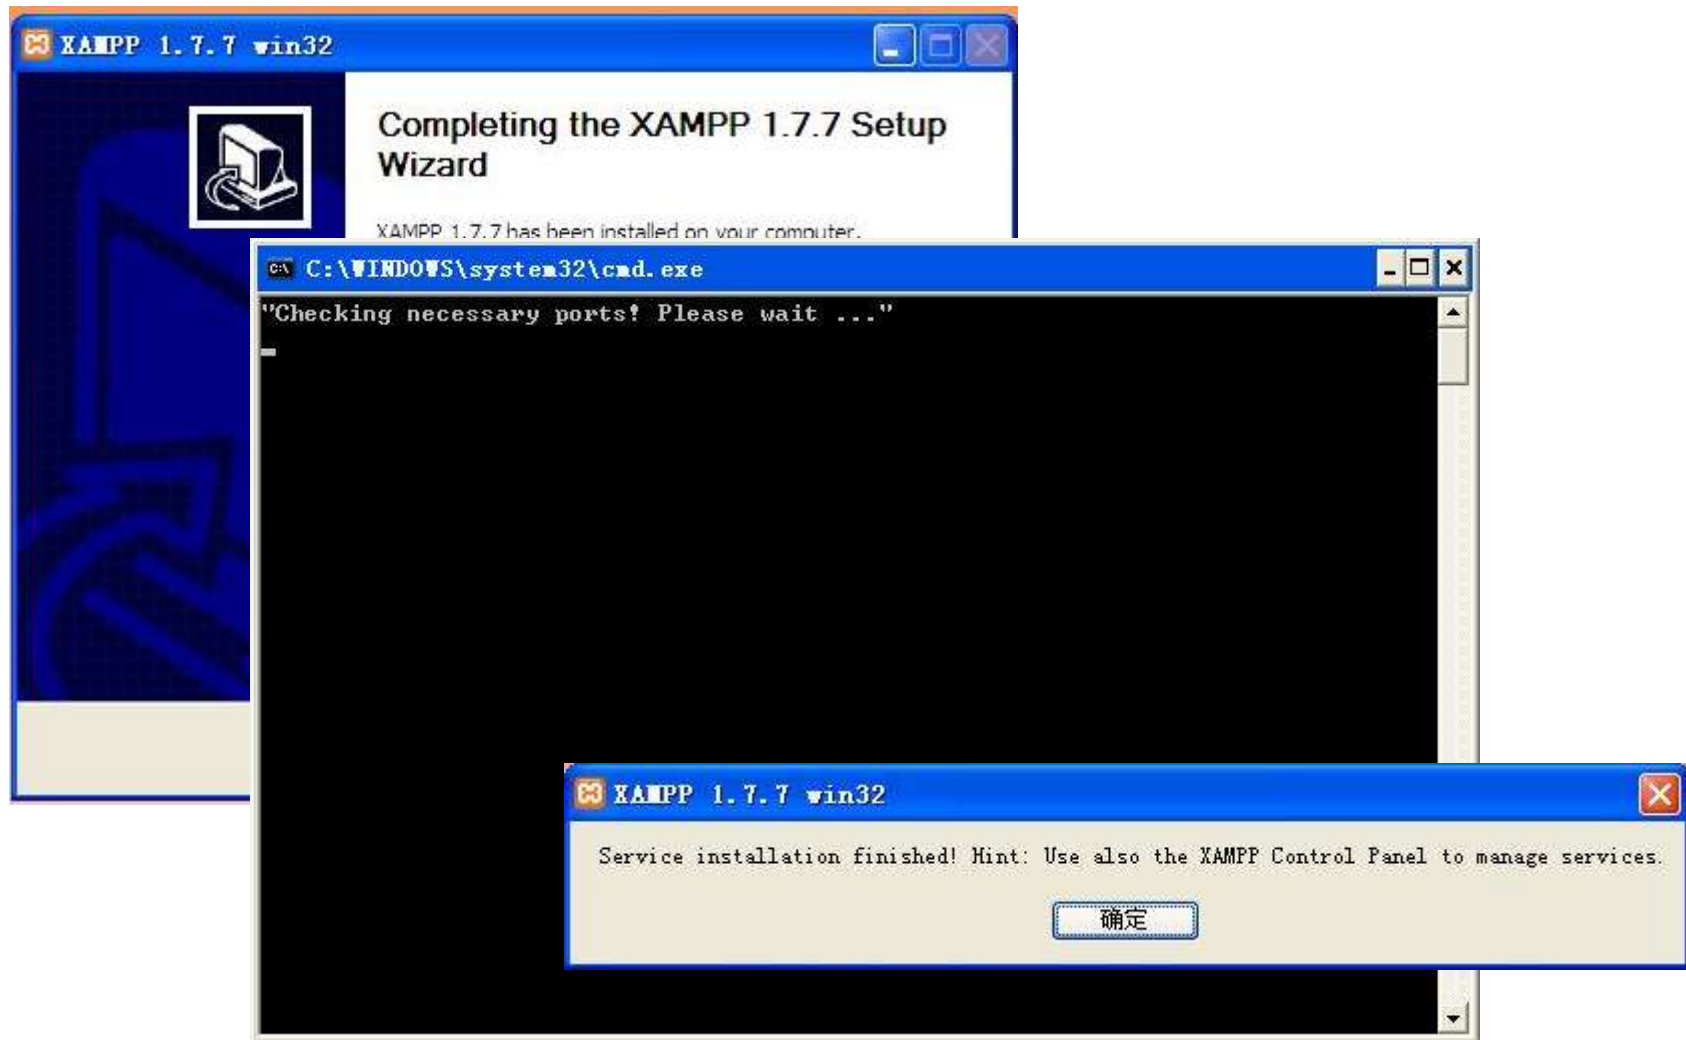 XAMPP 1.7.7 win32
Completing the XAMPP 1.7.7 Setup
Wizard
XAMPP 1.7.7 has been installed on your computer.
C:\WINDOWS\system32\cmd.exe
"Checking necessary ports! Please wait ..."
XAMPP 1.7.7 win32
Service installation finished! Hint: Use also the XAMPP Control Panel to manage services.
确定